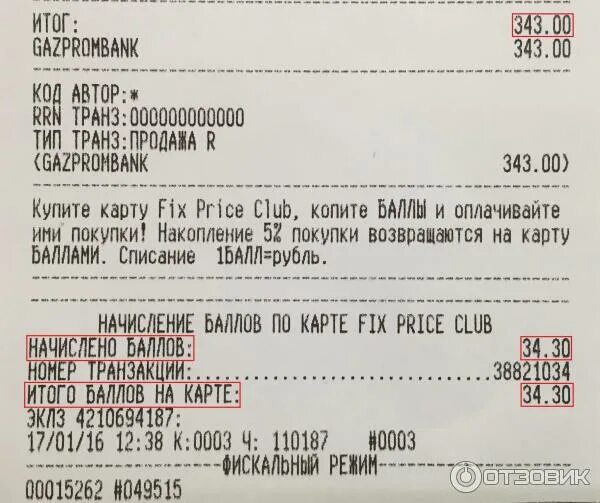 ИТОГ: 343.00
GAZPROMBANK 343.00
КОД АВТОР:*
RRN ТРАНЗ:000000000000
ТИП ТРАНЗ:ПРОДАЖА R
(GAZPROMBANK 343.00)
Купите карту Fix Price Club, копите БАЛЛЫ и оплачивайте
ими покупки! Накопление 5% покупки возвращаются на карту
БАЛЛАМИ. Списание 1БАЛЛ=рубль.
НАЧИСЛЕНИЕ БАЛЛОВ ПО КАРТЕ FIX PRICE CLUB
НАЧИСЛЕНО БАЛЛОВ: 34.30
НОМЕР ТРАНЗАКЦИИ:..............................38821034
ИТОГО БАЛЛОВ НА КАРТЕ: 34.30
ЭКЛЗ 4210694187:
17/01/16 12:38 К:0003 Ч: 110187 #0003
--------------------ФИСКАЛЬНЫЙ РЕЖИМ--------------------
00015262 #049515
ОТЗОВИК